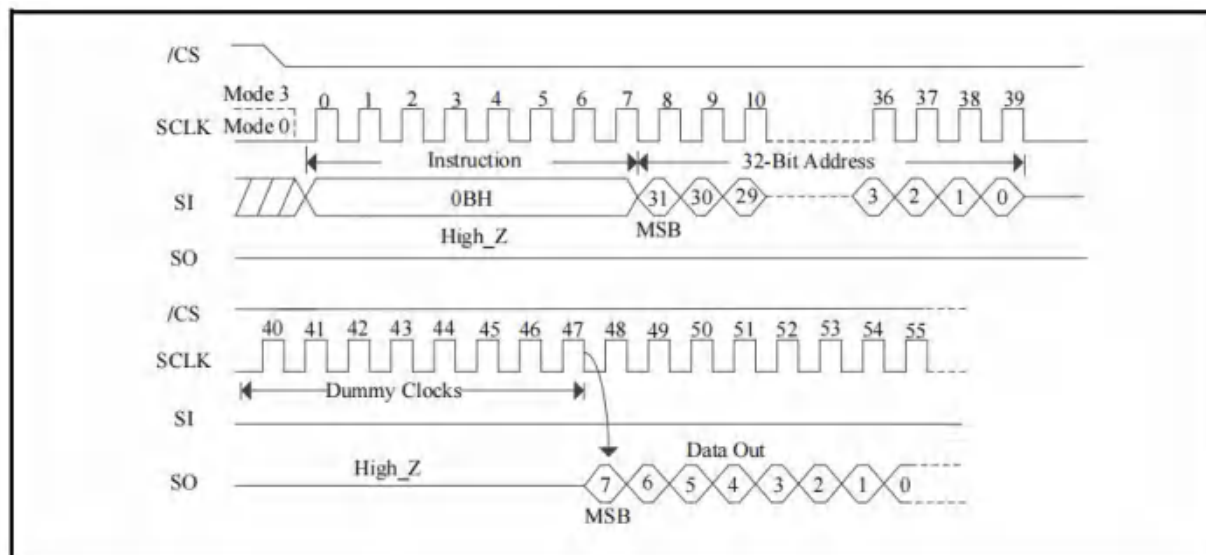 /CS
Mode 3
0 1 2 3 4 5 6 7 8 9 10 36 37 38 39
SCLK Mode 0
Instruction 32-Bit Address
SI 0BH 31 30 29 3 2 1 0
High_Z MSB
SO
/CS
40 41 42 43 44 45 46 47 48 49 50 51 52 53 54 55
SCLK
Dummy Clocks
SI
Data Out
High_Z
SO 7 6 5 4 3 2 1 0
MSB